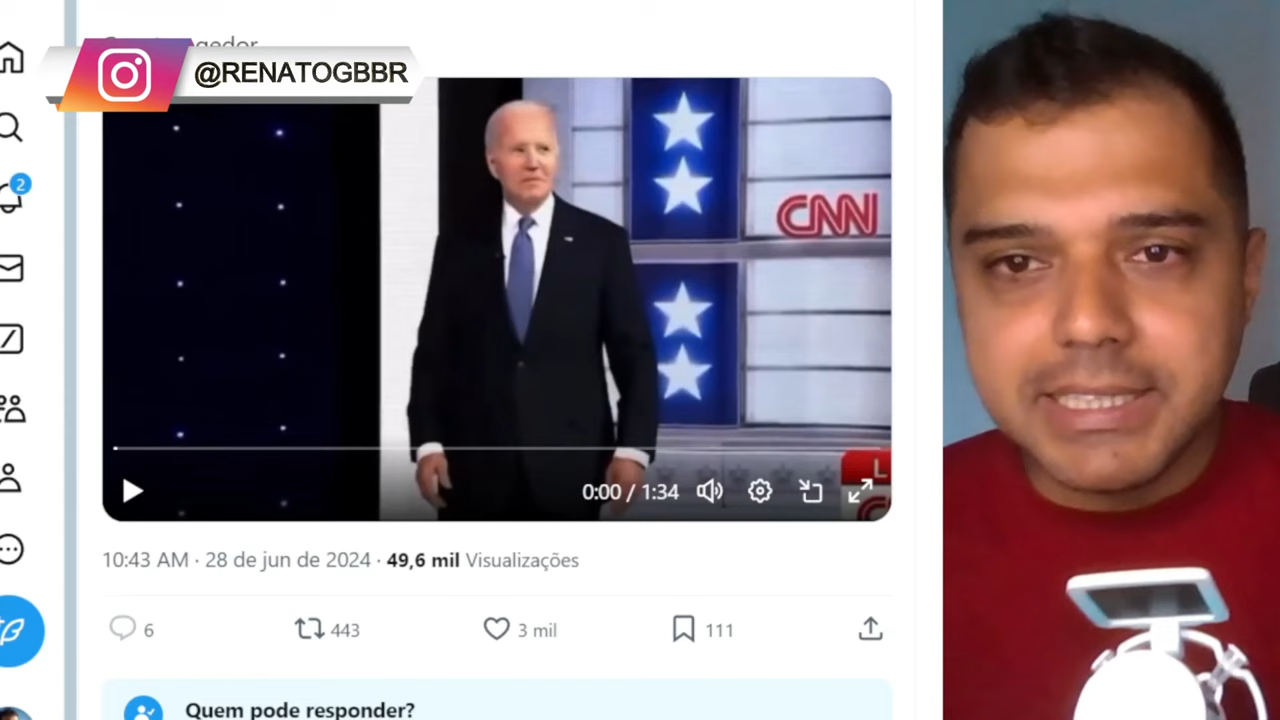 @RENATOGBBR
CNN
2
0:00 / 1:34
L
10:43 AM · 28 de jun de 2024 · 49,6 mil Visualizações
6
443
3 mil
111
Quem pode responder?